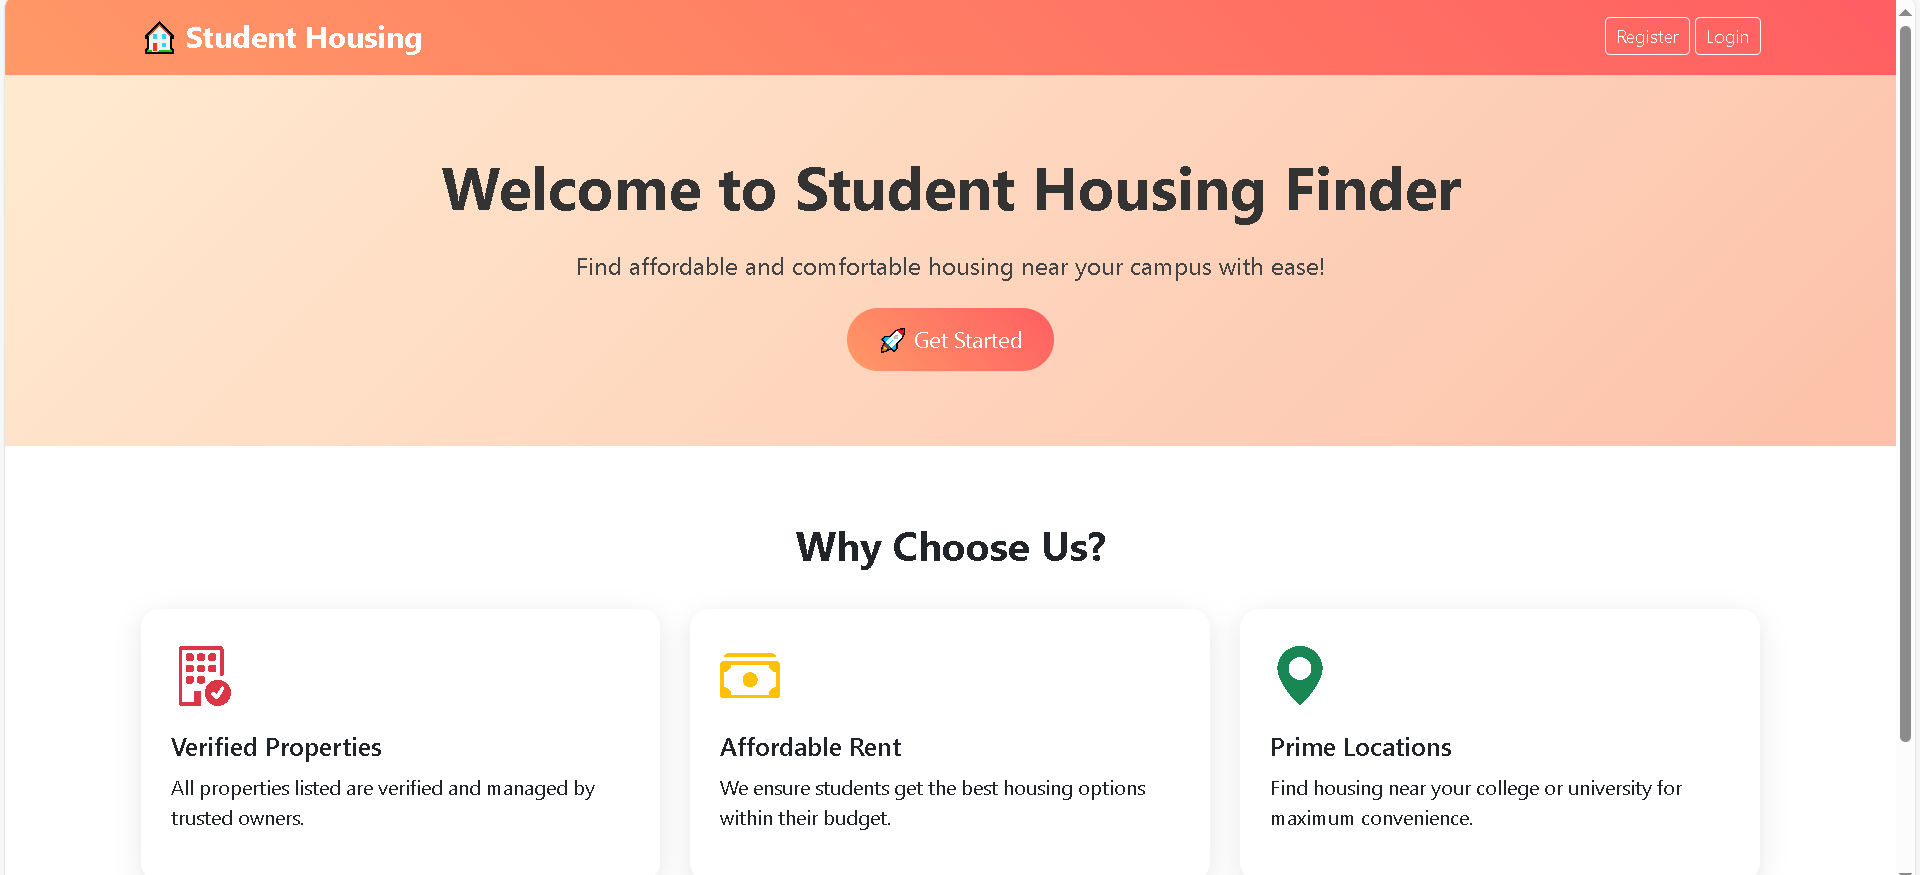 Student Housing
Register Login
Welcome to Student Housing Finder
Find affordable and comfortable housing near your campus with ease!
Get Started
Why Choose Us?
Verified Properties
All properties listed are verified and managed by
trusted owners.
Affordable Rent
We ensure students get the best housing options
within their budget.
Prime Locations
Find housing near your college or university for
maximum convenience.